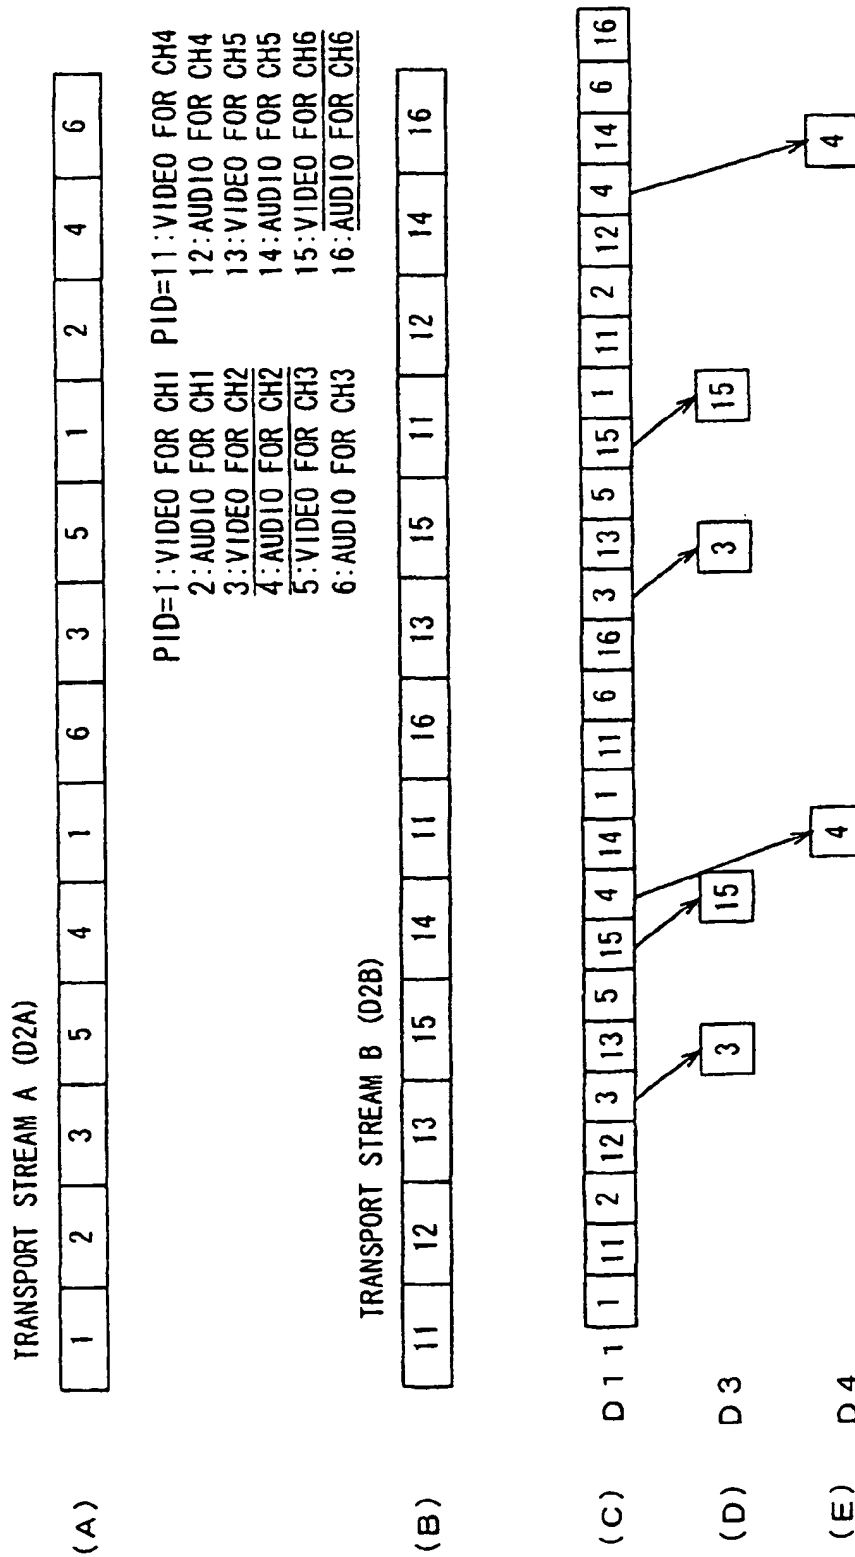 TRANSPORT STREAM A (D2A)
(A) 1 2 3 5 4 1 6 3 5 1 2 4 6
PID=1:VIDEO FOR CH1 PID=11:VIDEO FOR CH4
2:AUDIO FOR CH1 12:AUDIO FOR CH4
3:VIDEO FOR CH2 13:VIDEO FOR CH5
4:AUDIO FOR CH2 14:AUDIO FOR CH5
5:VIDEO FOR CH3 15:VIDEO FOR CH6
6:AUDIO FOR CH3 16:AUDIO FOR CH6
TRANSPORT STREAM B (D2B)
(B) 11 12 13 15 14 11 16 13 15 11 12 14 16
(C) D11 1 11 2 12 3 13 5 15 4 14 1 11 6 16 3 13 5 15 1 11 2 12 4 14 6 16
(D) D3 3 15 3 15
(E) D4 4 4